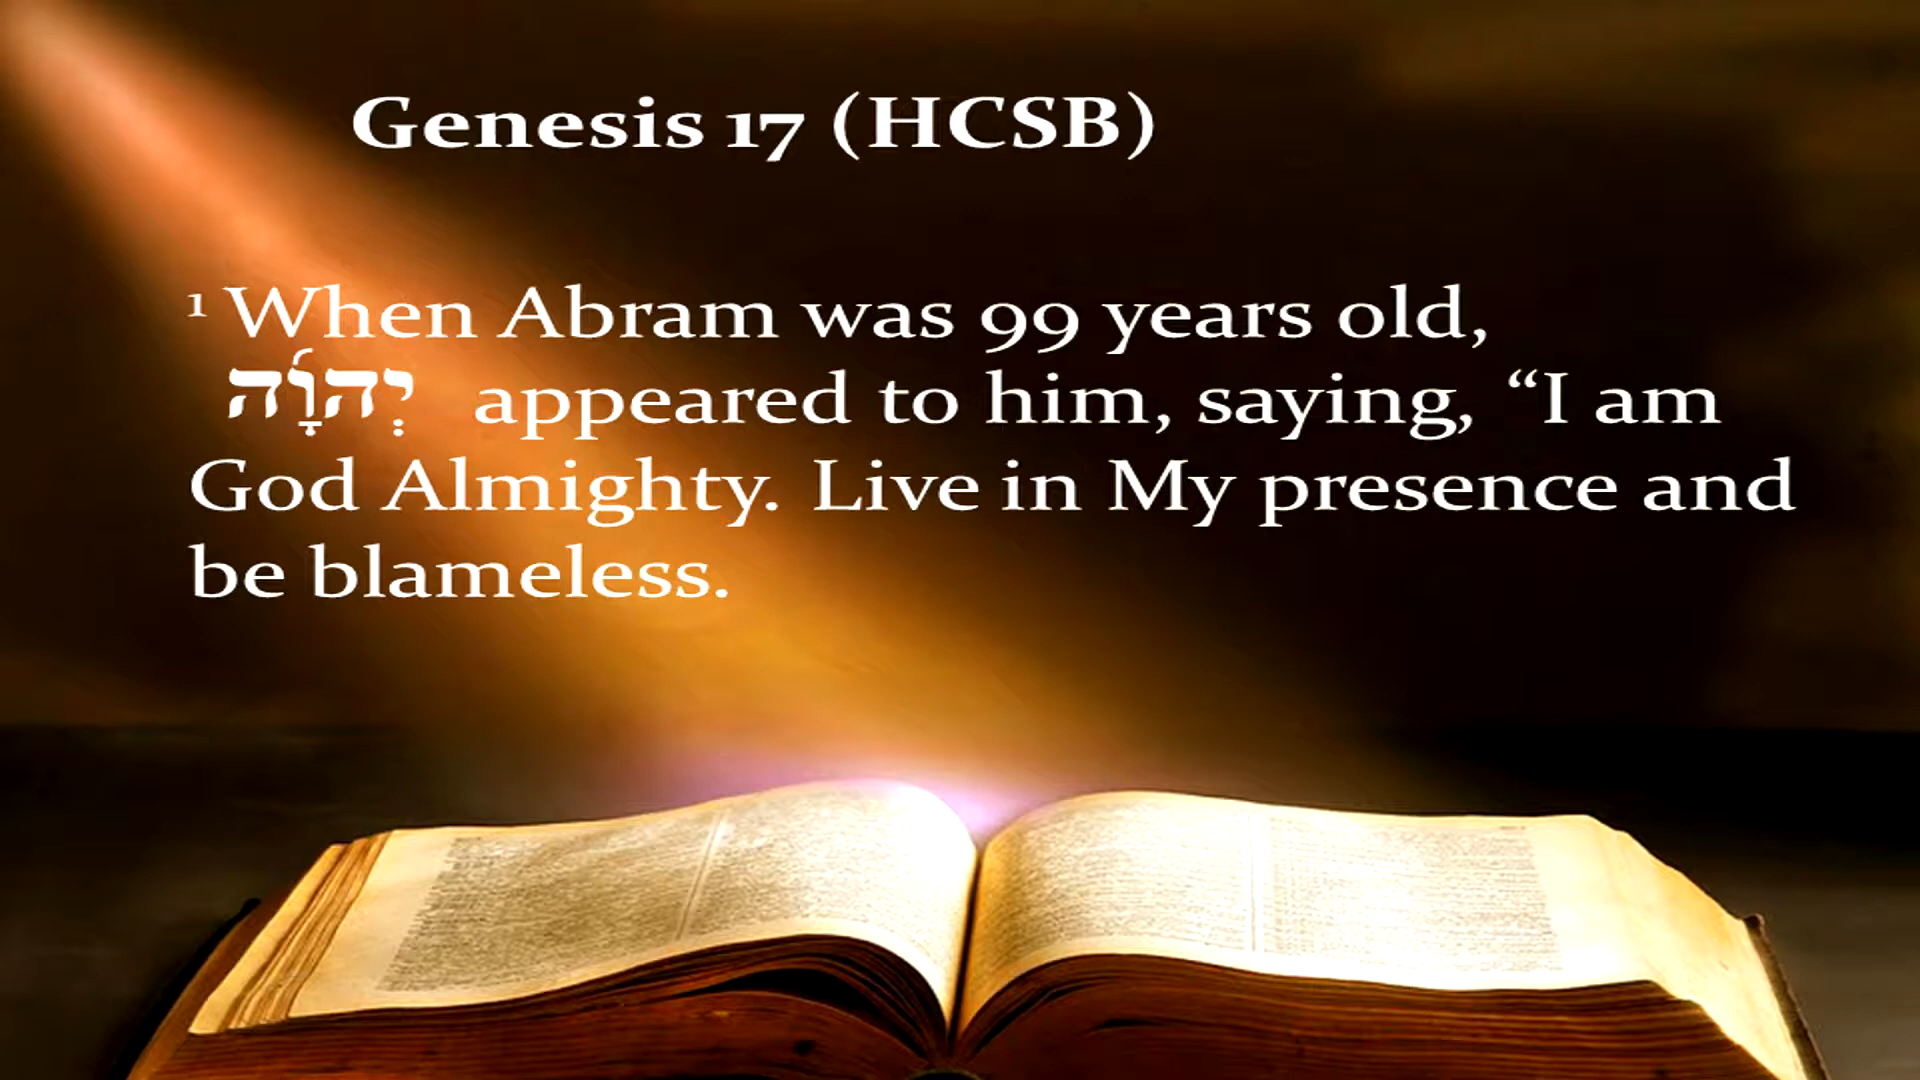 Genesis 17 (HCSB)
1 When Abram was 99 years old,
יְהוָ֜ה appeared to him, saying, “I am
God Almighty. Live in My presence and
be blameless.